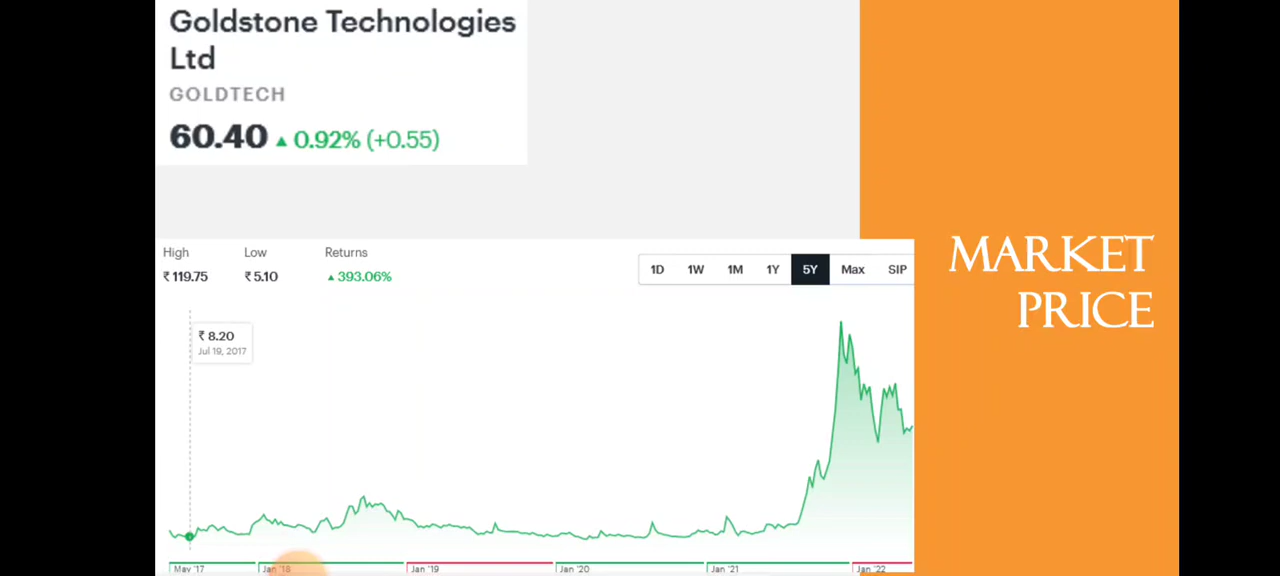 Goldstone Technologies
Ltd
GOLDTECH
60.40 ▲ 0.92% (+0.55)
High Low Returns
₹119.75 ₹5.10 ▲ 393.06%
1D 1W 1M 1Y 5Y Max SIP
MARKET
PRICE
₹ 8.20
Jul 19, 2017
May '17 Jan '18 Jan '19 Jan '20 Jan '21 Jan '22